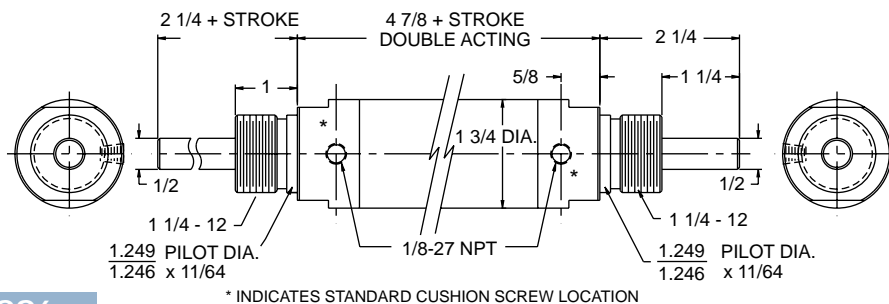 2 1/4 + STROKE
4 7/8 + STROKE
DOUBLE ACTING
2 1/4
5/8
1 1/4
1
*
1 3/4 DIA.
*
1/2
1/2
1 1/4 - 12
1 1/4 - 12
1/8-27 NPT
1.249 PILOT DIA.
1.246 x 11/64
1.249 PILOT DIA.
1.246 x 11/64
* INDICATES STANDARD CUSHION SCREW LOCATION